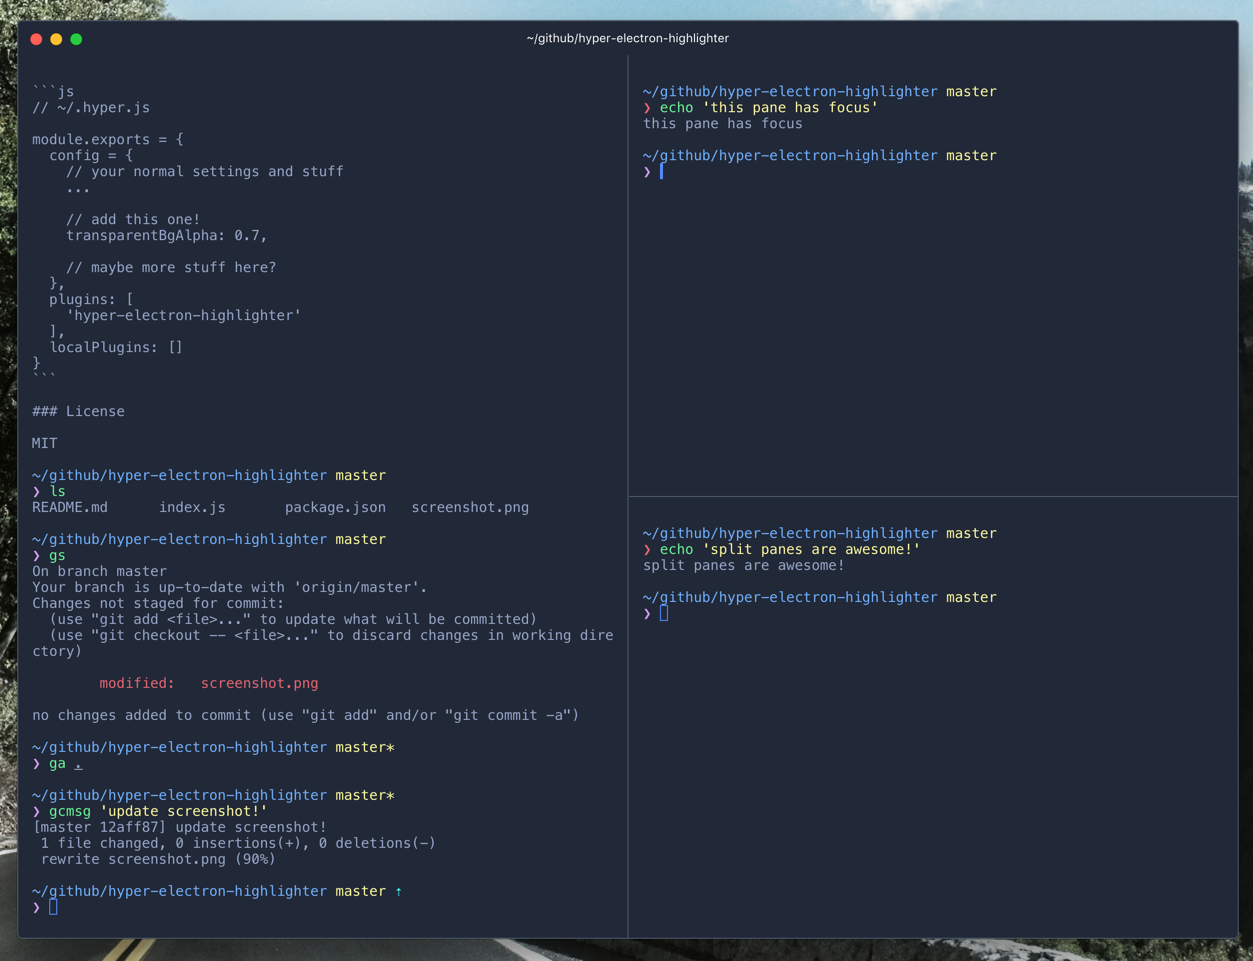 ~/github/hyper-electron-highlighter
```js
// ~/.hyper.js
module.exports = {
  config = {
    // your normal settings and stuff
    ...
    // add this one!
    transparentBgAlpha: 0.7,
    // maybe more stuff here?
  },
  plugins: [
    'hyper-electron-highlighter'
  ],
  localPlugins: []
}
```
### License
MIT
~/github/hyper-electron-highlighter master
❯ ls
README.md      index.js       package.json   screenshot.png
~/github/hyper-electron-highlighter master
❯ gs
On branch master
Your branch is up-to-date with 'origin/master'.
Changes not staged for commit:
  (use "git add <file>..." to update what will be committed)
  (use "git checkout -- <file>..." to discard changes in working dire
ctory)
        modified:   screenshot.png
no changes added to commit (use "git add" and/or "git commit -a")
~/github/hyper-electron-highlighter master*
❯ ga .
~/github/hyper-electron-highlighter master*
❯ gcmsg 'update screenshot!'
[master 12aff87] update screenshot!
 1 file changed, 0 insertions(+), 0 deletions(-)
 rewrite screenshot.png (90%)
~/github/hyper-electron-highlighter master ⇡
❯
~/github/hyper-electron-highlighter master
❯ echo 'this pane has focus'
this pane has focus
~/github/hyper-electron-highlighter master
❯
~/github/hyper-electron-highlighter master
❯ echo 'split panes are awesome!'
split panes are awesome!
~/github/hyper-electron-highlighter master
❯